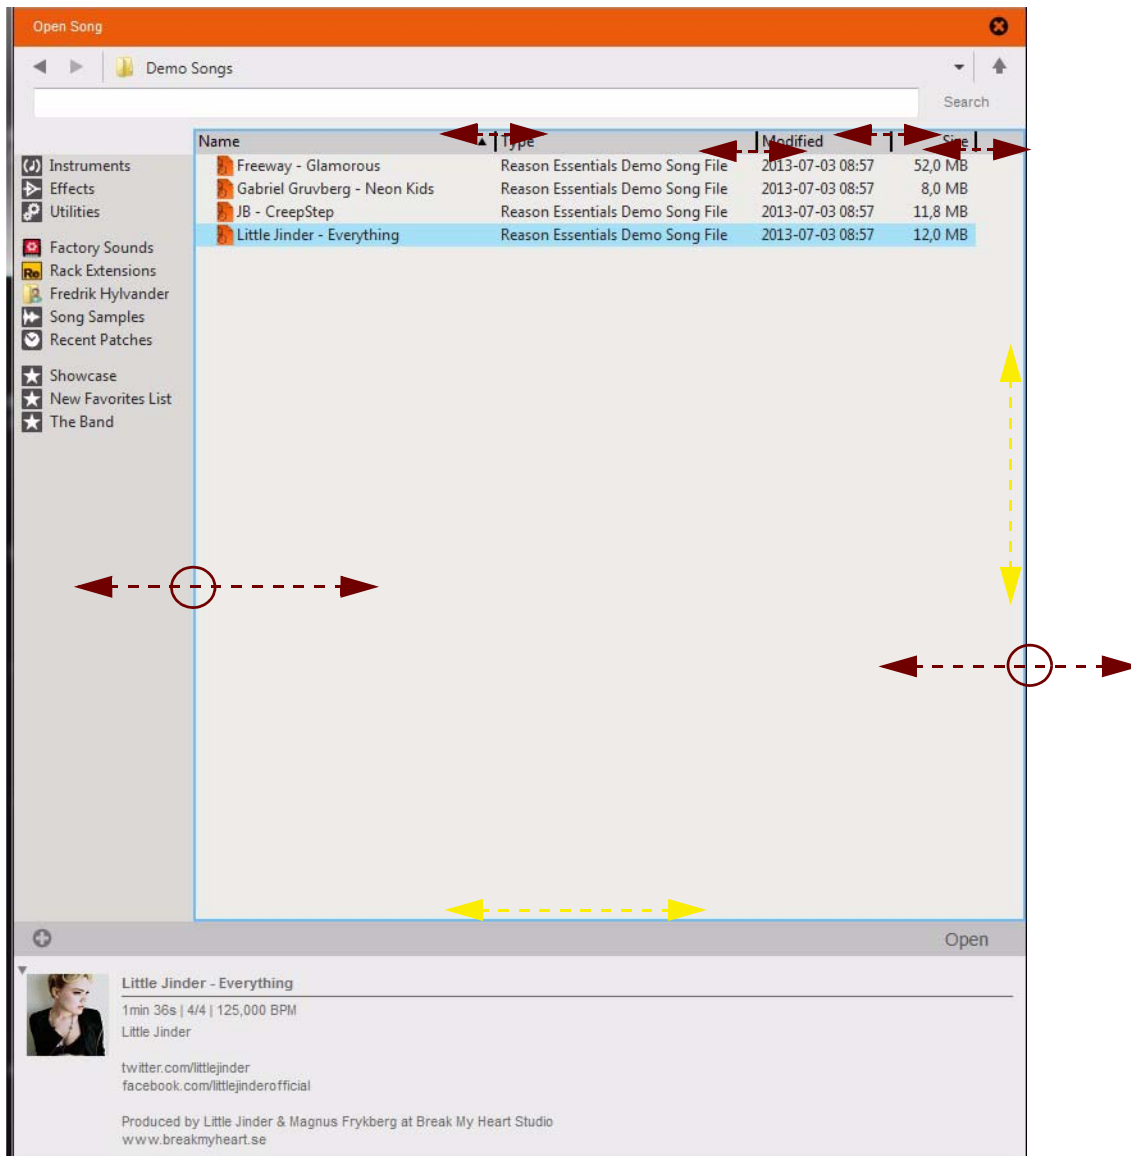 Open Song
Demo Songs
Search
Name Type Modified Size
Instruments
Effects
Utilities
Factory Sounds
Rack Extensions
Fredrik Hylvander
Song Samples
Recent Patches
Showcase
New Favorites List
The Band
Freeway - Glamorous Reason Essentials Demo Song File 2013-07-03 08:57 52,0 MB
Gabriel Gruvberg - Neon Kids Reason Essentials Demo Song File 2013-07-03 08:57 8,0 MB
JB - CreepStep Reason Essentials Demo Song File 2013-07-03 08:57 11,8 MB
Little Jinder - Everything Reason Essentials Demo Song File 2013-07-03 08:57 12,0 MB
Re
Open
Little Jinder - Everything
1min 36s | 4/4 | 125,000 BPM
Little Jinder
twitter.com/littlejinder
facebook.com/littlejinderofficial
Produced by Little Jinder & Magnus Frykberg at Break My Heart Studio
www.breakmyheart.se